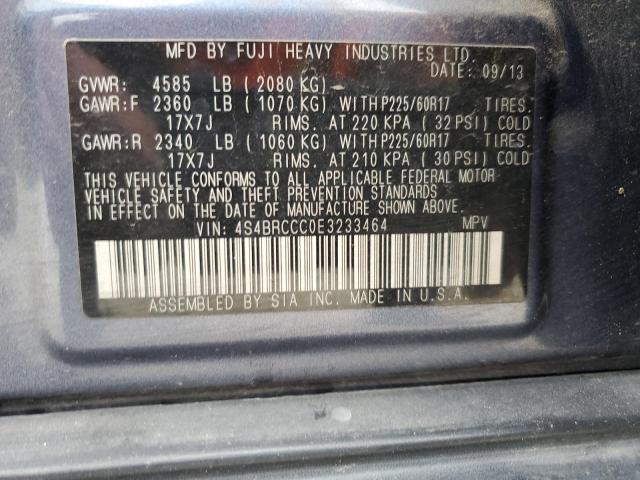 MFD BY FUJI HEAVY INDUSTRIES LTD.
DATE: 09/13
GVWR: 4585 LB (2080 KG)
GAWR:F 2360 LB (1070 KG) WITH P225/60R17 TIRES.
17X7J RIMS. AT 220 KPA (32 PSI) COLD
GAWR:R 2340 LB (1060 KG) WITH P225/60R17 TIRES.
17X7J RIMS. AT 210 KPA (30 PSI) COLD
THIS VEHICLE CONFORMS TO ALL APPLICABLE FEDERAL MOTOR
VEHICLE SAFETY AND THEFT PREVENTION STANDARDS
IN EFFECT ON THE DATE OF MANUFACTURE SHOWN ABOVE.
VIN: 4S4BRCCC0E3233464 MPV
ASSEMBLED BY SIA INC. MADE IN U.S.A.